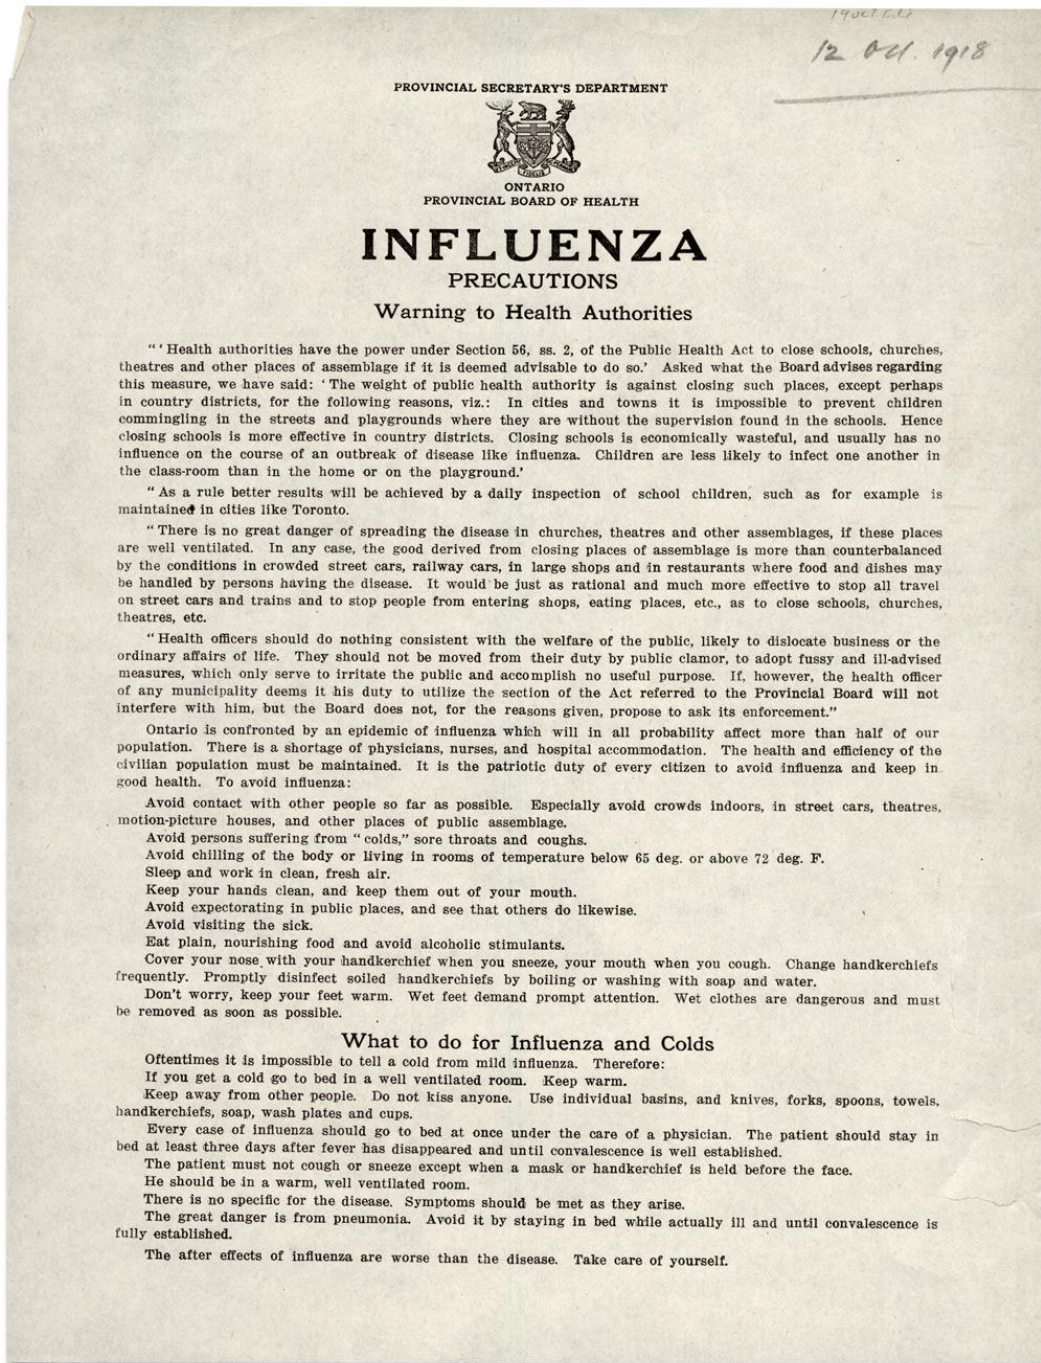 12 Oct. 1918
PROVINCIAL SECRETARY'S DEPARTMENT
ONTARIO
PROVINCIAL BOARD OF HEALTH
INFLUENZA
PRECAUTIONS
Warning to Health Authorities
"'Health authorities have the power under Section 56, ss. 2, of the Public Health Act to close schools, churches,
theatres and other places of assemblage if it is deemed advisable to do so.' Asked what the Board advises regarding
this measure, we have said: 'The weight of public health authority is against closing such places, except perhaps
in country districts, for the following reasons, viz.: In cities and towns it is impossible to prevent children
commingling in the streets and playgrounds where they are without the supervision found in the schools. Hence
closing schools is more effective in country districts. Closing schools is economically wasteful, and usually has no
influence on the course of an outbreak of disease like influenza. Children are less likely to infect one another in
the class-room than in the home or on the playground.'
"As a rule better results will be achieved by a daily inspection of school children, such as for example is
maintained in cities like Toronto.
"There is no great danger of spreading the disease in churches, theatres and other assemblages, if these places
are well ventilated. In any case, the good derived from closing places of assemblage is more than counterbalanced
by the conditions in crowded street cars, railway cars, in large shops and in restaurants where food and dishes may
be handled by persons having the disease. It would be just as rational and much more effective to stop all travel
on street cars and trains and to stop people from entering shops, eating places, etc., as to close schools, churches,
theatres, etc.
"Health officers should do nothing consistent with the welfare of the public, likely to dislocate business or the
ordinary affairs of life. They should not be moved from their duty by public clamor, to adopt fussy and ill-advised
measures, which only serve to irritate the public and accomplish no useful purpose. If, however, the health officer
of any municipality deems it his duty to utilize the section of the Act referred to the Provincial Board will not
interfere with him, but the Board does not, for the reasons given, propose to ask its enforcement."
Ontario is confronted by an epidemic of influenza which will in all probability affect more than half of our
population. There is a shortage of physicians, nurses, and hospital accommodation. The health and efficiency of the
civilian population must be maintained. It is the patriotic duty of every citizen to avoid influenza and keep in
good health. To avoid influenza:
Avoid contact with other people so far as possible. Especially avoid crowds indoors, in street cars, theatres,
motion-picture houses, and other places of public assemblage.
Avoid persons suffering from "colds," sore throats and coughs.
Avoid chilling of the body or living in rooms of temperature below 65 deg. or above 72 deg. F.
Sleep and work in clean, fresh air.
Keep your hands clean, and keep them out of your mouth.
Avoid expectorating in public places, and see that others do likewise.
Avoid visiting the sick.
Eat plain, nourishing food and avoid alcoholic stimulants.
Cover your nose with your handkerchief when you sneeze, your mouth when you cough. Change handkerchiefs
frequently. Promptly disinfect soiled handkerchiefs by boiling or washing with soap and water.
Don't worry, keep your feet warm. Wet feet demand prompt attention. Wet clothes are dangerous and must
be removed as soon as possible.
What to do for Influenza and Colds
Oftentimes it is impossible to tell a cold from mild influenza. Therefore:
If you get a cold go to bed in a well ventilated room. Keep warm.
Keep away from other people. Do not kiss anyone. Use individual basins, and knives, forks, spoons, towels,
handkerchiefs, soap, wash plates and cups.
Every case of influenza should go to bed at once under the care of a physician. The patient should stay in
bed at least three days after fever has disappeared and until convalescence is well established.
The patient must not cough or sneeze except when a mask or handkerchief is held before the face.
He should be in a warm, well ventilated room.
There is no specific for the disease. Symptoms should be met as they arise.
The great danger is from pneumonia. Avoid it by staying in bed while actually ill and until convalescence is
fully established.
The after effects of influenza are worse than the disease. Take care of yourself.